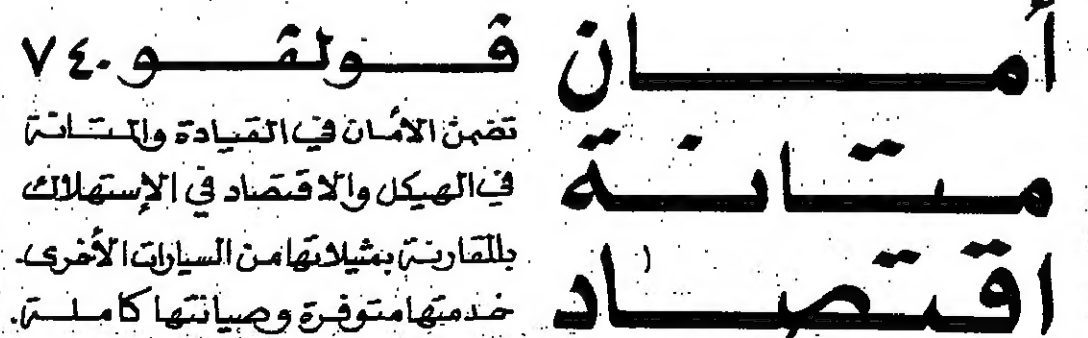 أمان
متانة
اقتصاد
ڤولڤو ٧٤٠
تضمن الأمان في القيادة والمتانة
في الهيكل والاقتصاد في الإستهلاك
بالمقارنة بمثيلاتها من السيارات الأخرى.
خدمتها متوفرة وصيانتها كاملة.